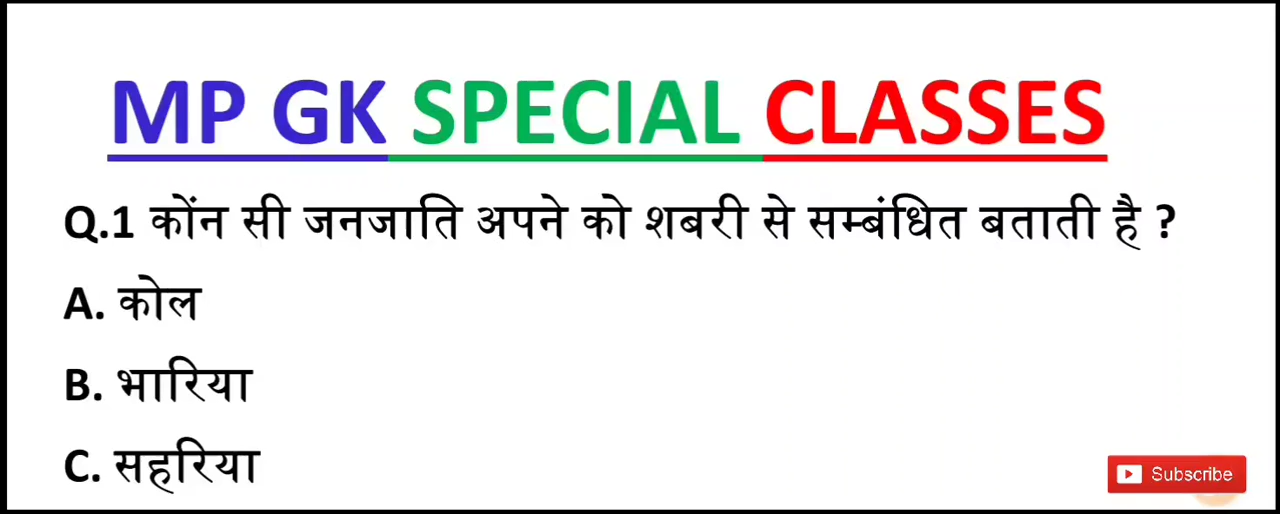 MP GK SPECIAL CLASSES
Q.1 कोंन सी जनजाति अपने को शबरी से सम्बंधित बताती है ?
A. कोल
B. भारिया
C. सहरिया
Subscribe